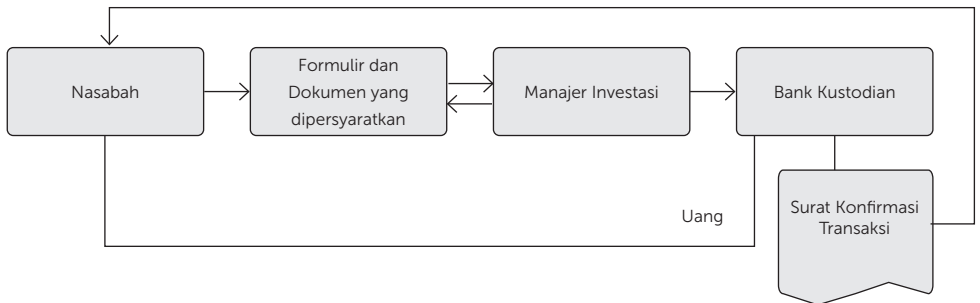 Nasabah
Formulir dan
Dokumen yang
dipersyaratkan
Manajer Investasi
Bank Kustodian
Uang
Surat Konfirmasi
Transaksi